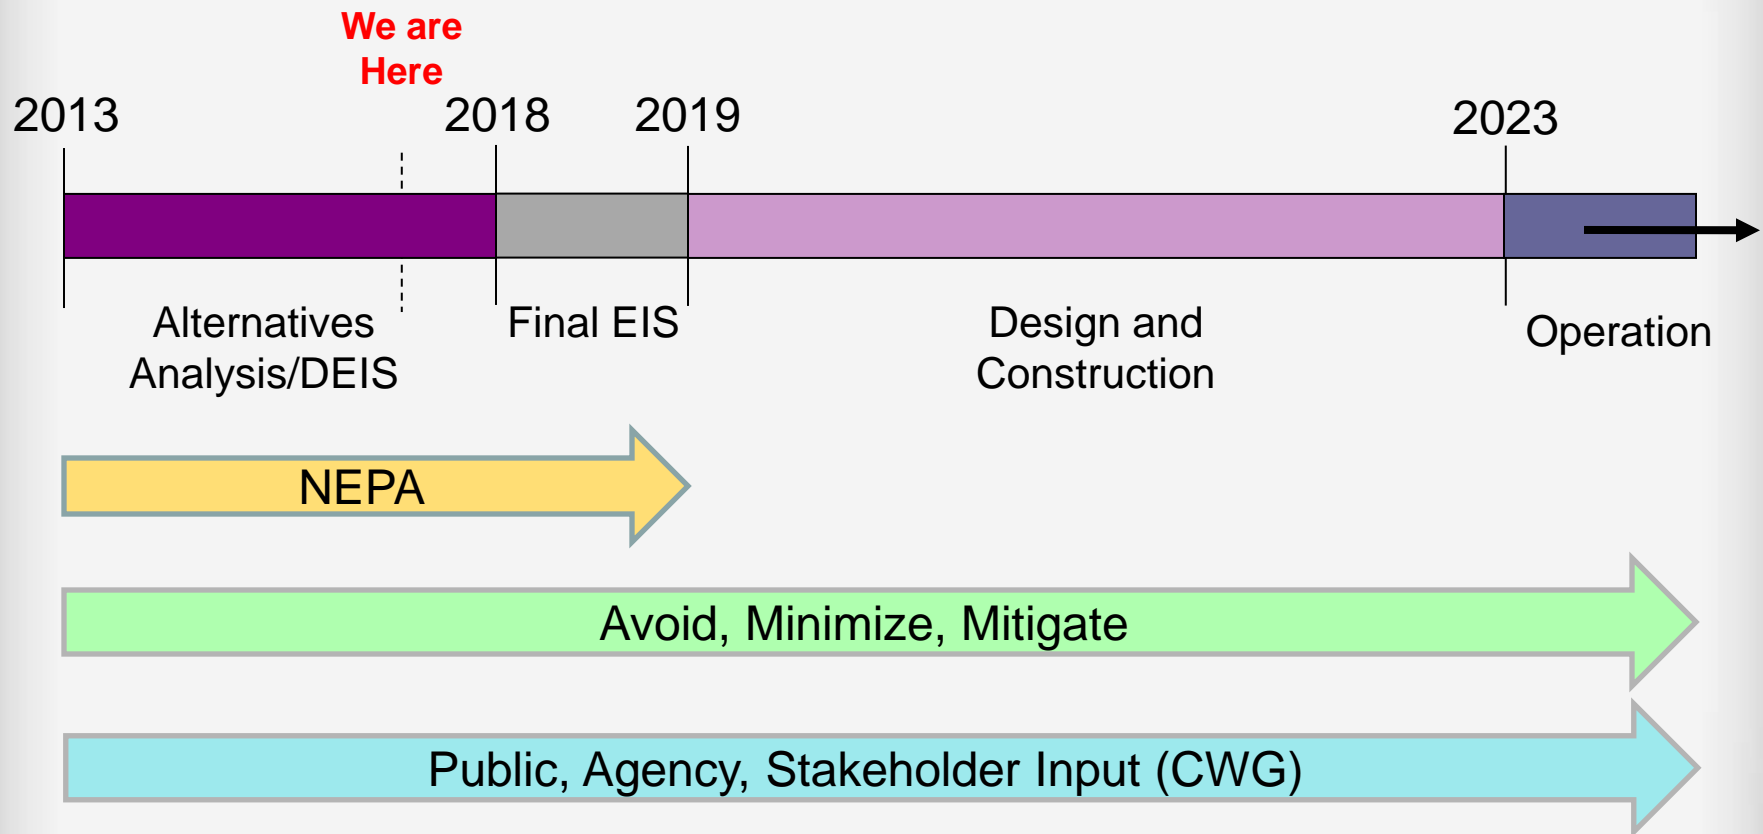 We are
Here
2013
2018
2019
2023
Alternatives
Analysis/DEIS
Final EIS
Design and
Construction
Operation
NEPA
Avoid, Minimize, Mitigate
Public, Agency, Stakeholder Input (CWG)